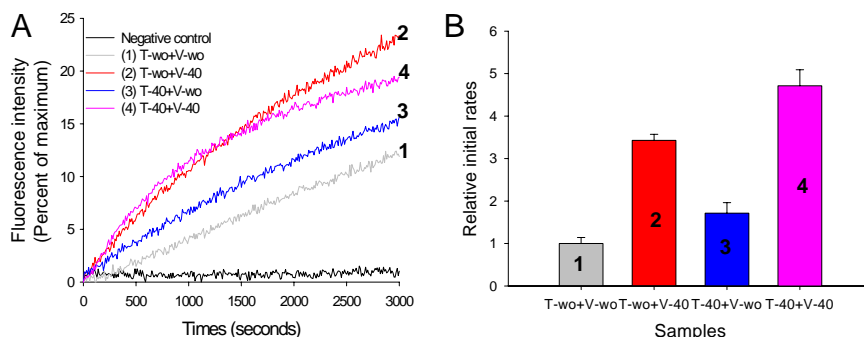 A
Fluorescence intensity
(Percent of maximum)
25
20
15
10
5
0
Negative control
(1) T-wo+V-wo
(2) T-wo+V-40
(3) T-40+V-wo
(4) T-40+V-40
2
4
3
1
0 500 1000 1500 2000 2500 3000
Times (seconds)
B
Relative initial rates
6
5
4
3
2
1
0
1
2
3
4
T-wo+V-wo T-wo+V-40 T-40+V-wo T-40+V-40
Samples